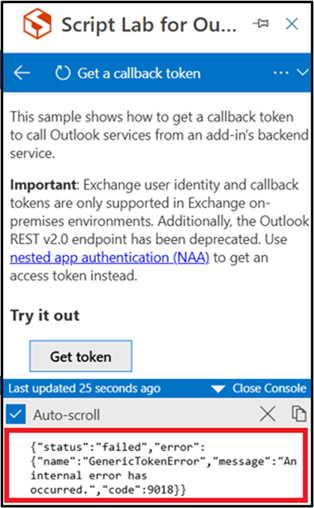 Script Lab for Ou...
Get a callback token
This sample shows how to get a callback token
to call Outlook services from an add-in's backend
service.
Important: Exchange user identity and callback
tokens are only supported in Exchange on-
premises environments. Additionally, the Outlook
REST v2.0 endpoint has been deprecated. Use
nested app authentication (NAA) to get an
access token instead.
Try it out
Get token
Last updated 25 seconds ago
Close Console
Auto-scroll
{"status":"failed","error":
{"name":"GenericTokenError","message":"An
internal error has
occurred.","code":9018}}